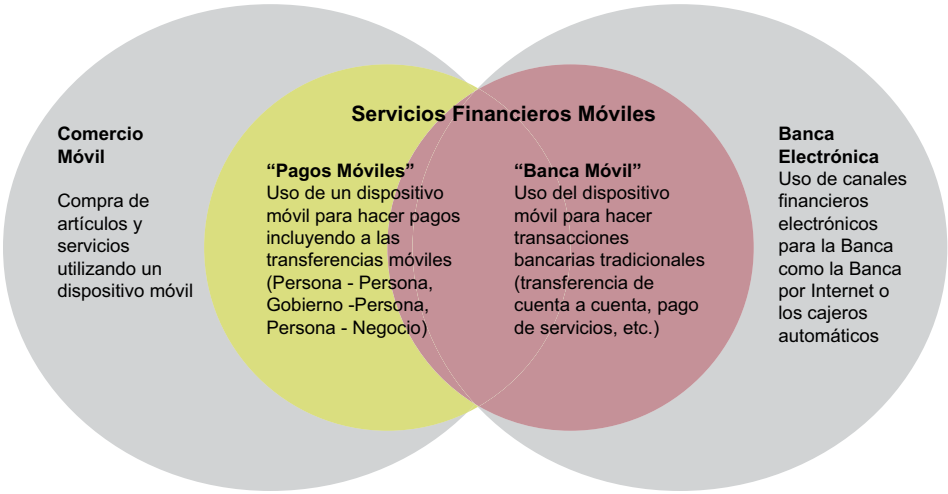 Servicios Financieros Móviles
Comercio
Móvil
Compra de
artículos y
servicios
utilizando un
dispositivo móvil
“Pagos Móviles”
Uso de un dispositivo
móvil para hacer pagos
incluyendo a las
transferencias móviles
(Persona - Persona,
Gobierno -Persona,
Persona - Negocio)
“Banca Móvil”
Uso del dispositivo
móvil para hacer
transacciones
bancarias tradicionales
(transferencia de
cuenta a cuenta, pago
de servicios, etc.)
Banca
Electrónica
Uso de canales
financieros
electrónicos
para la Banca
como la Banca
por Internet o
los cajeros
automáticos